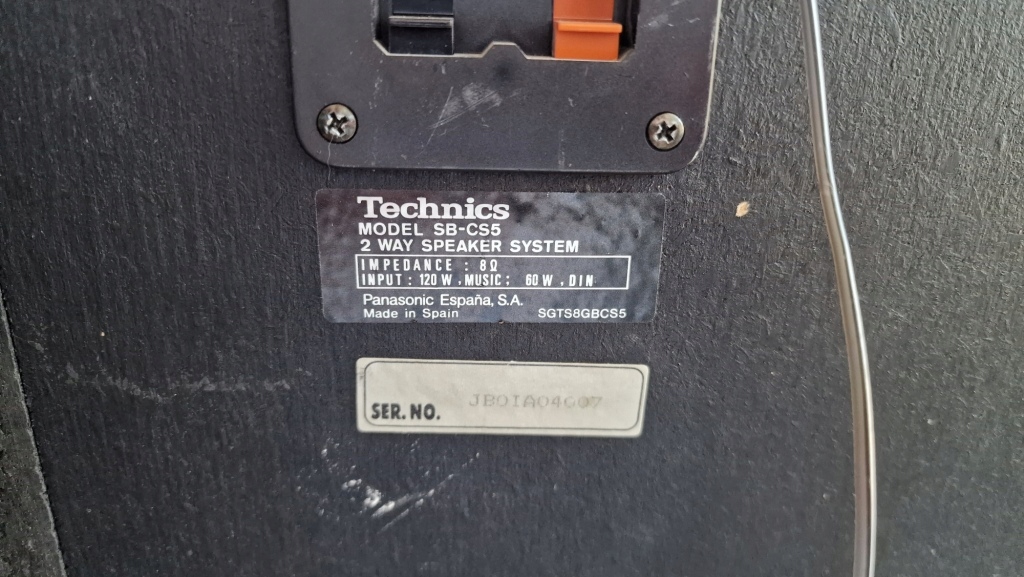 Technics
MODEL SB-CS5
2 WAY SPEAKER SYSTEM
IMPEDANCE : 8Ω
INPUT : 120 W . MUSIC; 60 W . DIN
Panasonic España, S.A.
Made in Spain SGTS8GBCS5
SER. NO.